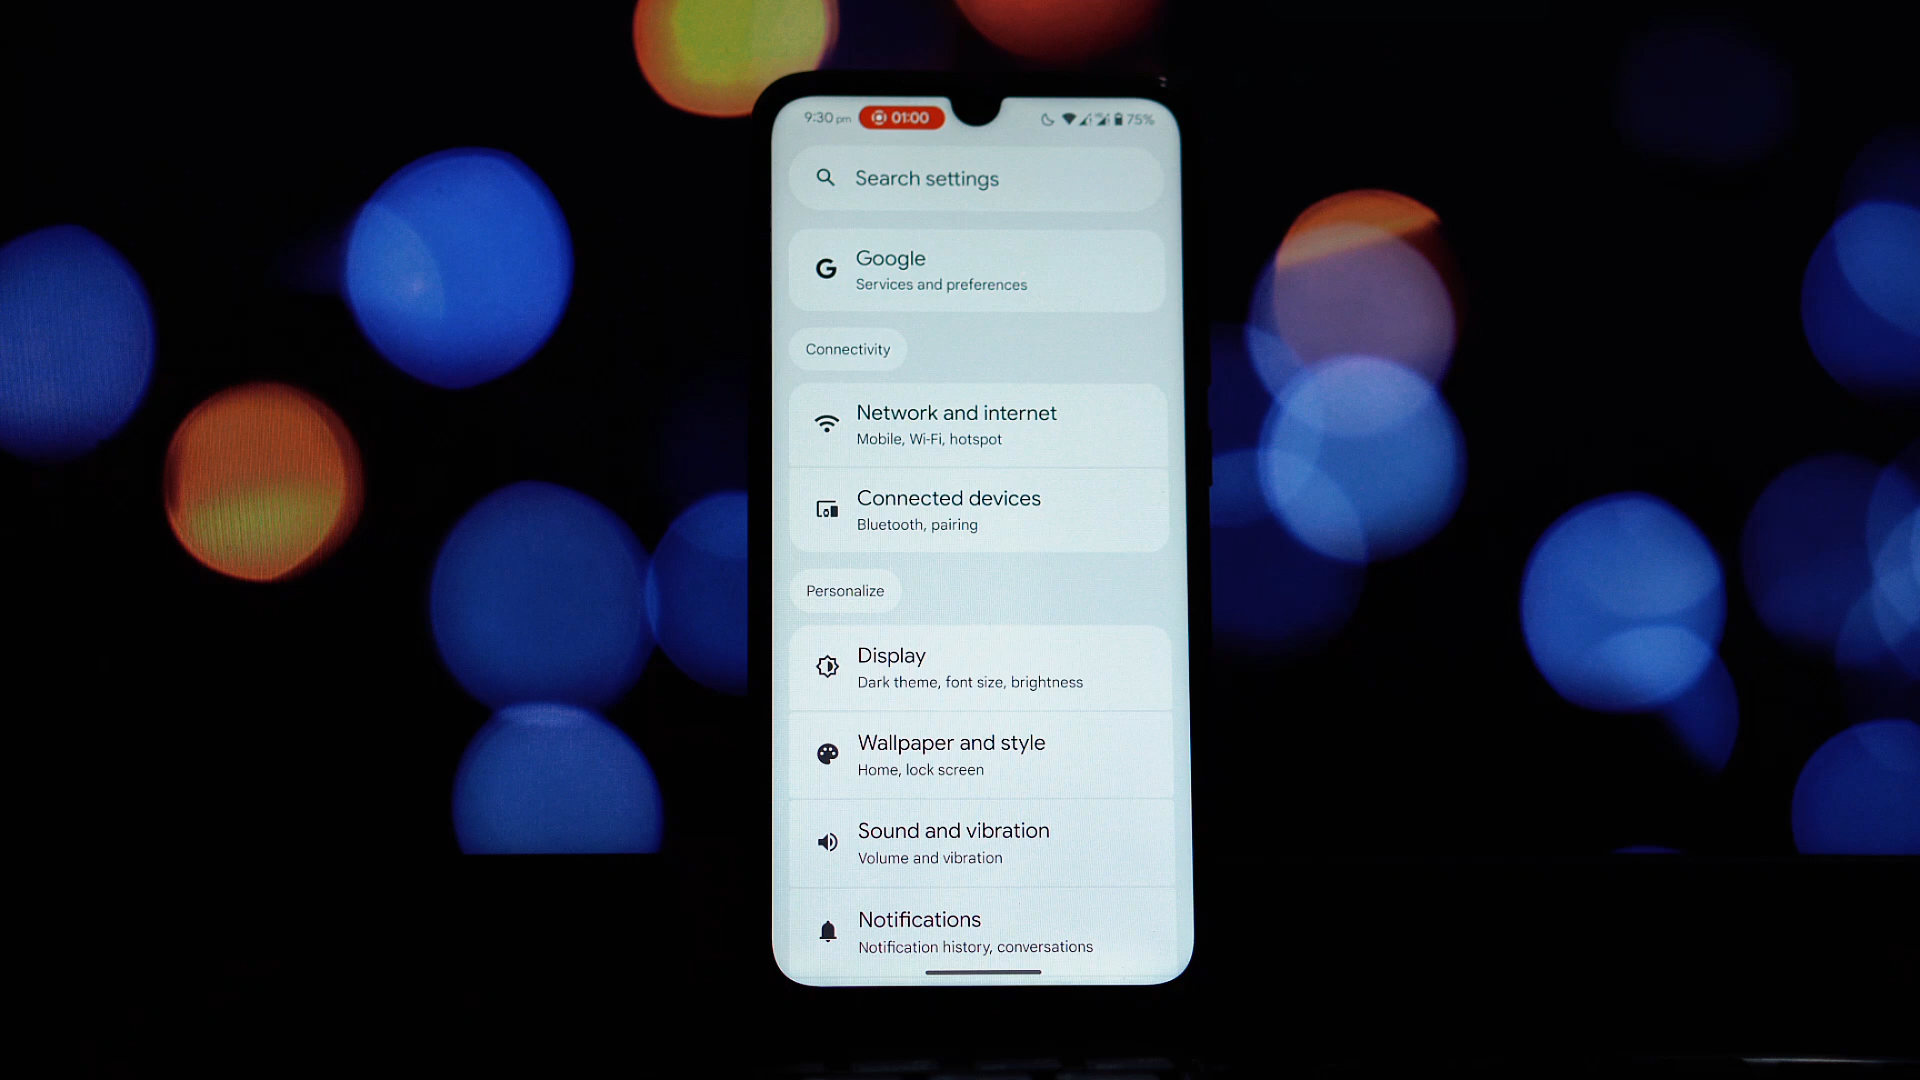 9:30 pm 01:00 75%
Search settings
Google
Services and preferences
Connectivity
Network and internet
Mobile, Wi-Fi, hotspot
Connected devices
Bluetooth, pairing
Personalize
Display
Dark theme, font size, brightness
Wallpaper and style
Home, lock screen
Sound and vibration
Volume and vibration
Notifications
Notification history, conversations